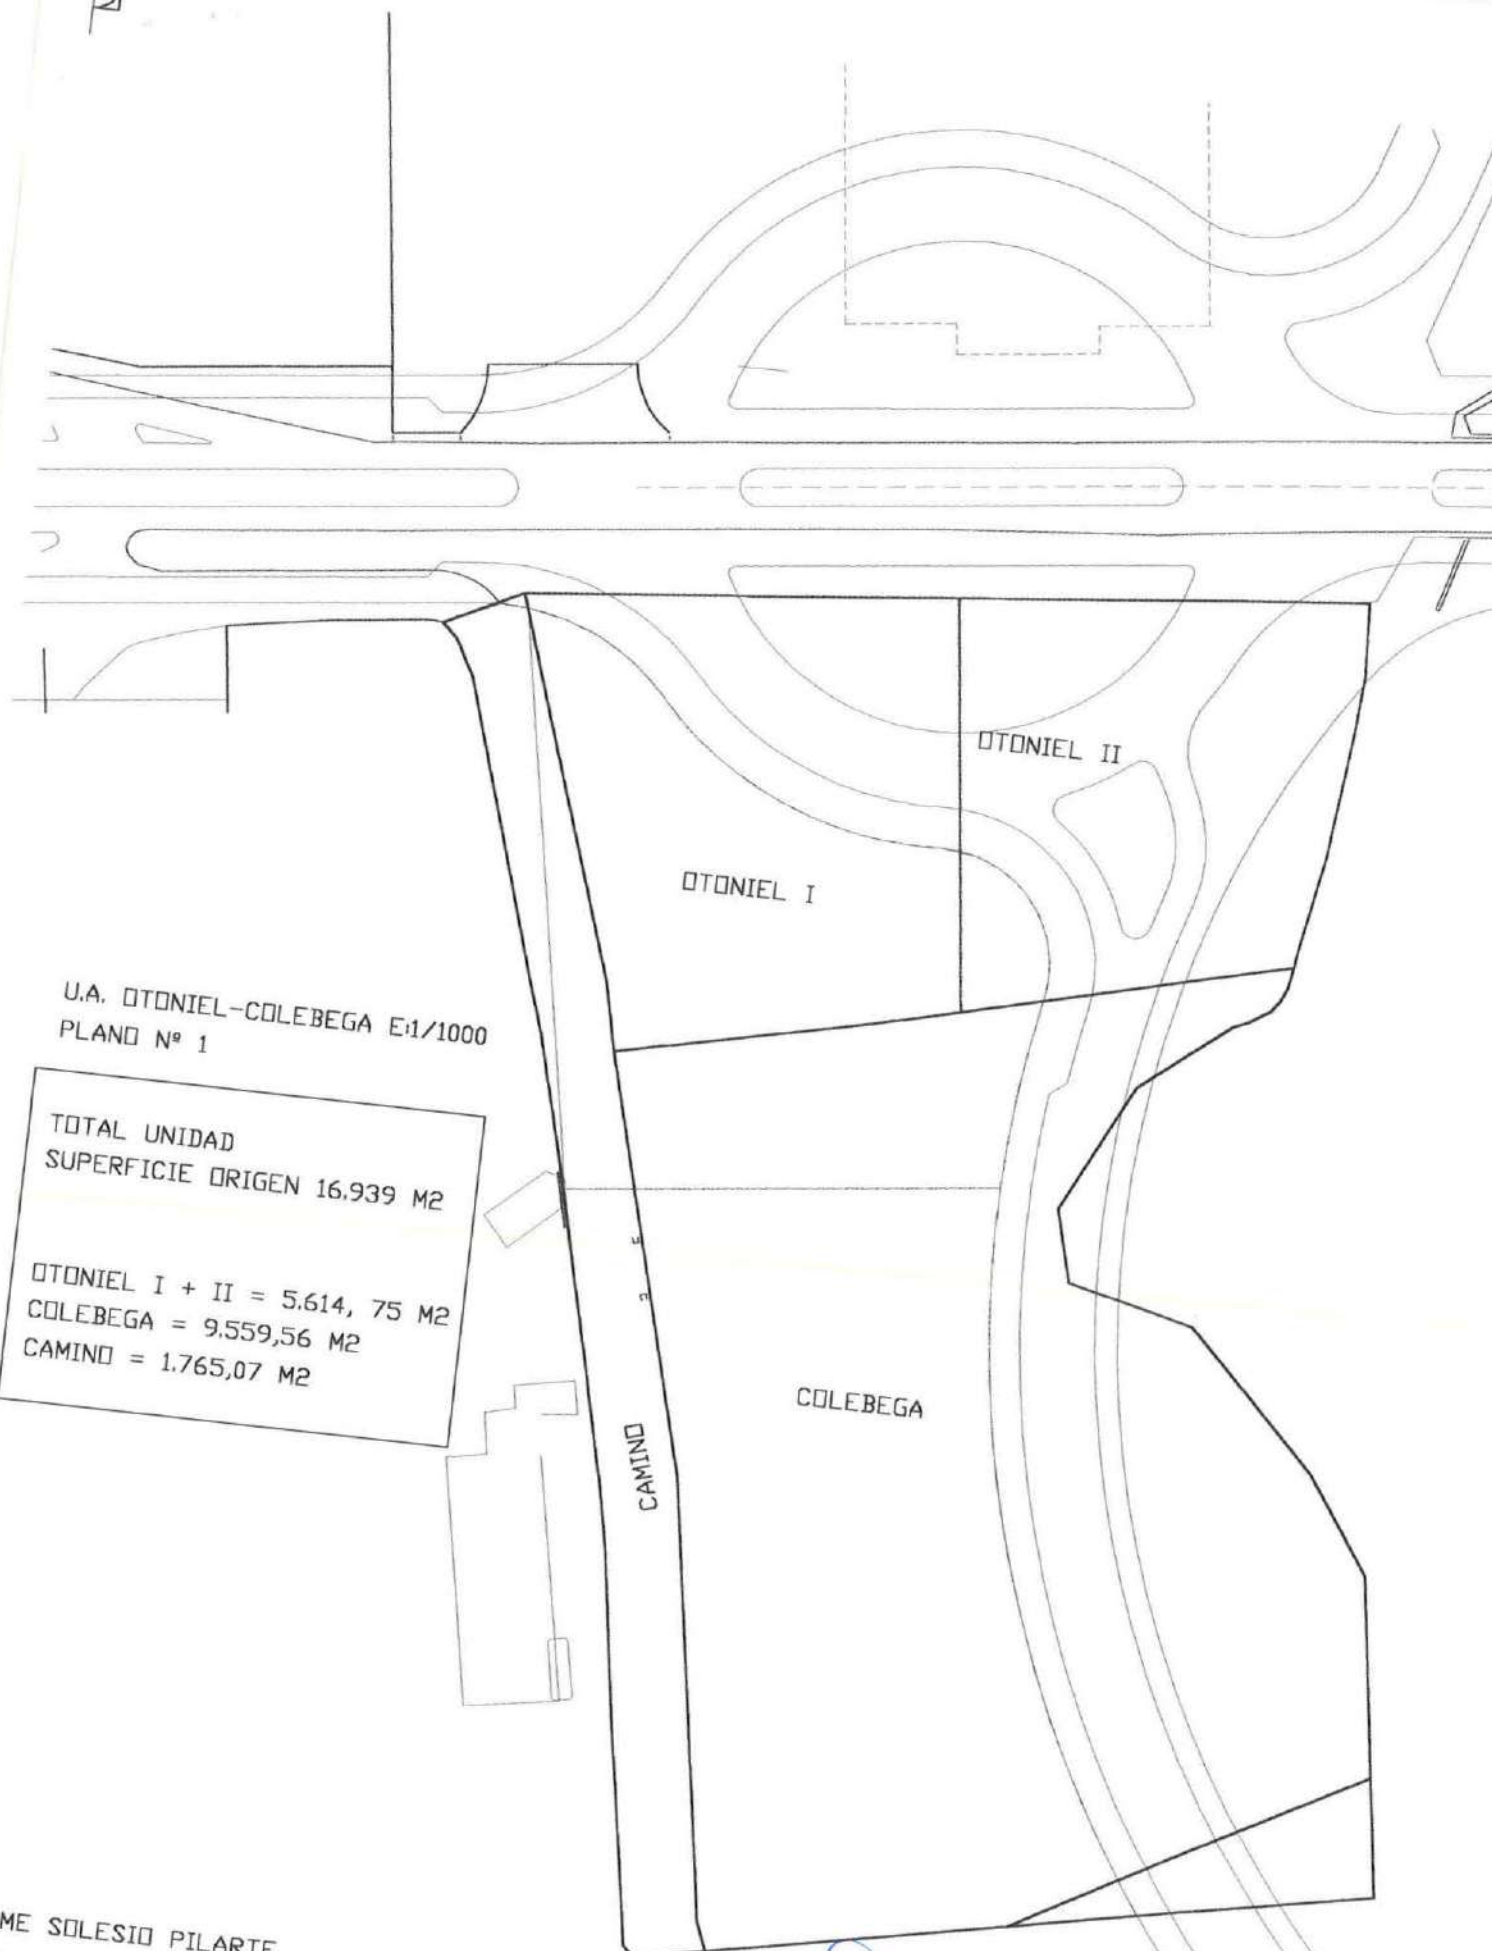 OTONIEL II
OTONIEL I
U.A. OTONIEL-COLEBEGA E:1/1000
PLANO Nº 1
TOTAL UNIDAD
SUPERFICIE ORIGEN 16.939 M2
OTONIEL I + II = 5.614, 75 M2
COLEBEGA = 9.559,56 M2
CAMINO = 1.765,07 M2
COLEBEGA
CAMINO
ME SOLESIO PILARTE